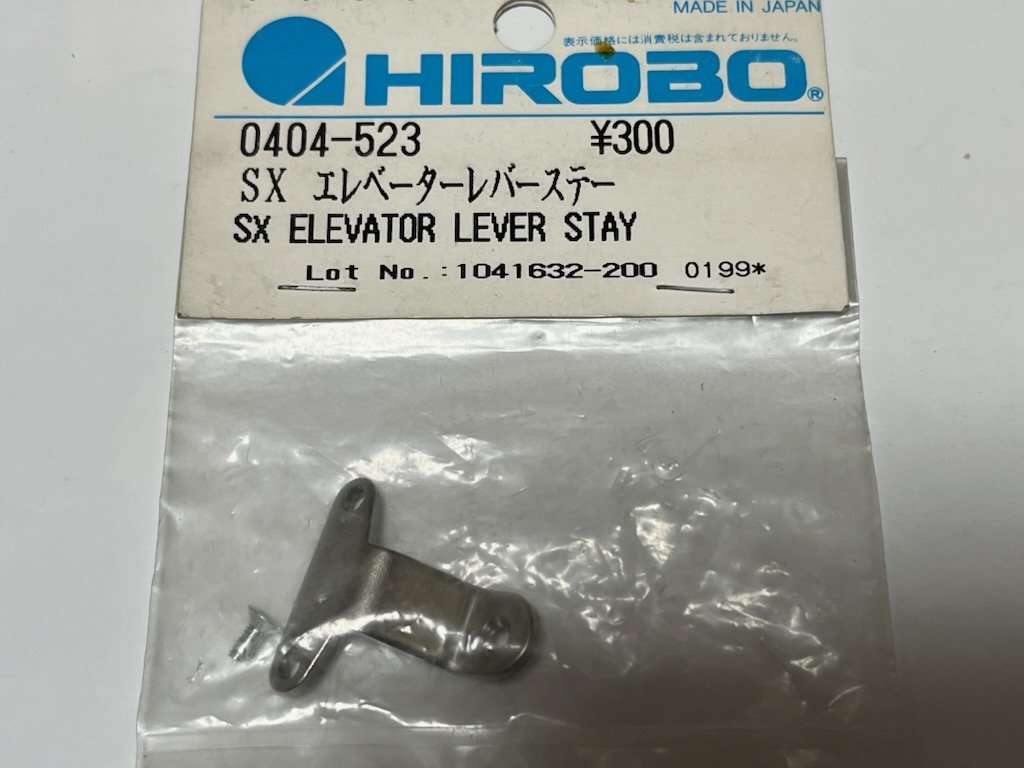 MADE IN JAPAN
表示価格には消費税は含まれておりません。
HIROBO®
0404-523 ¥300
SX エレベーターレバーステー
SX ELEVATOR LEVER STAY
Lot No.:1041632-200 0199*